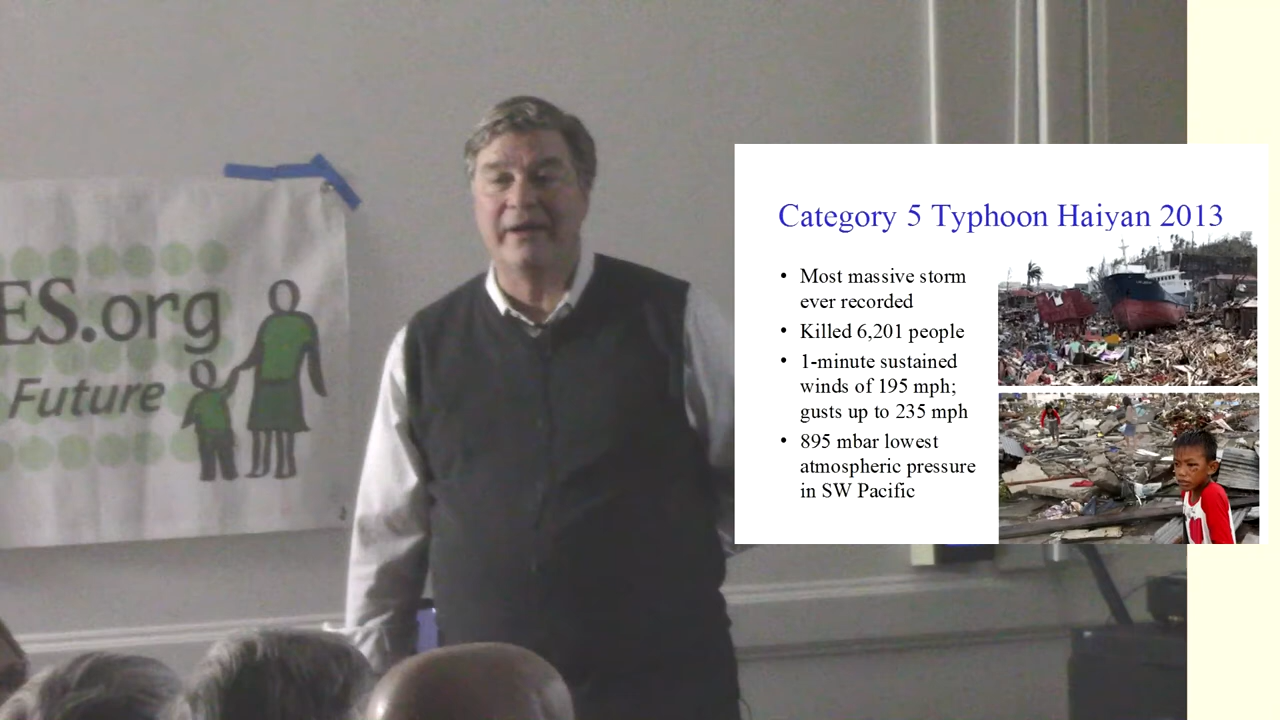 ES.org
Future
Category 5 Typhoon Haiyan 2013
• Most massive storm
ever recorded
• Killed 6,201 people
• 1-minute sustained
winds of 195 mph;
gusts up to 235 mph
• 895 mbar lowest
atmospheric pressure
in SW Pacific